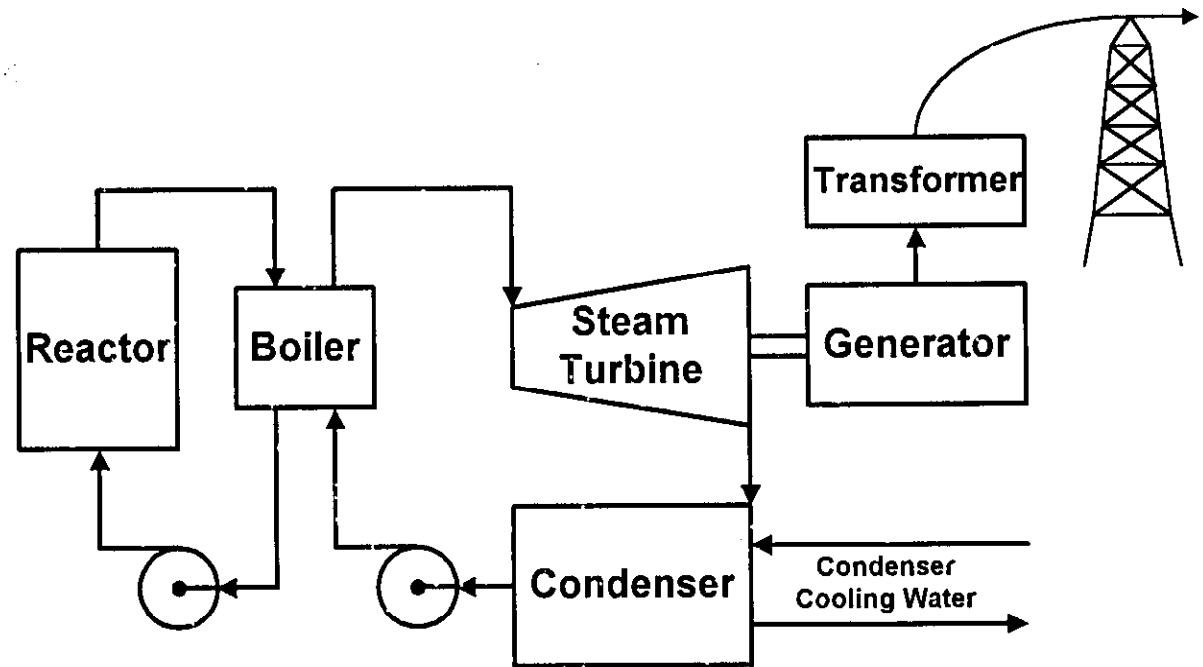 Transformer
Reactor
Boiler
Steam
Turbine
Generator
Condenser
Condenser
Cooling Water